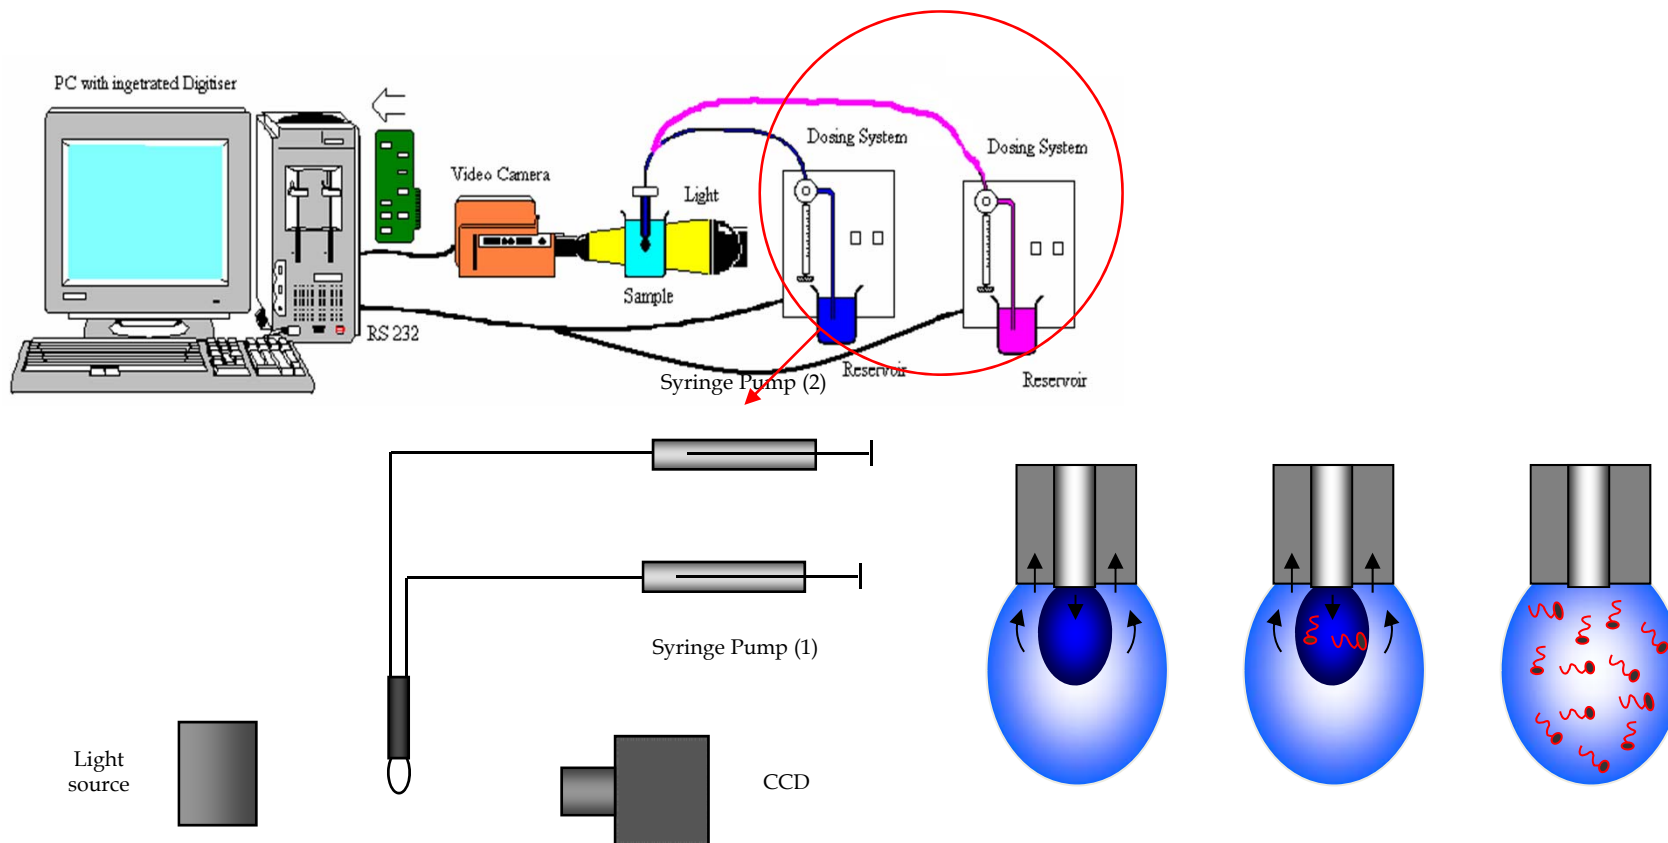 PC with ingetrated Digitiser
Video Camera
Light
Dosing System
Dosing System
Sample
RS 232
Reservoir
Reservoir
Syringe Pump (2)
Syringe Pump (1)
Light
source
CCD